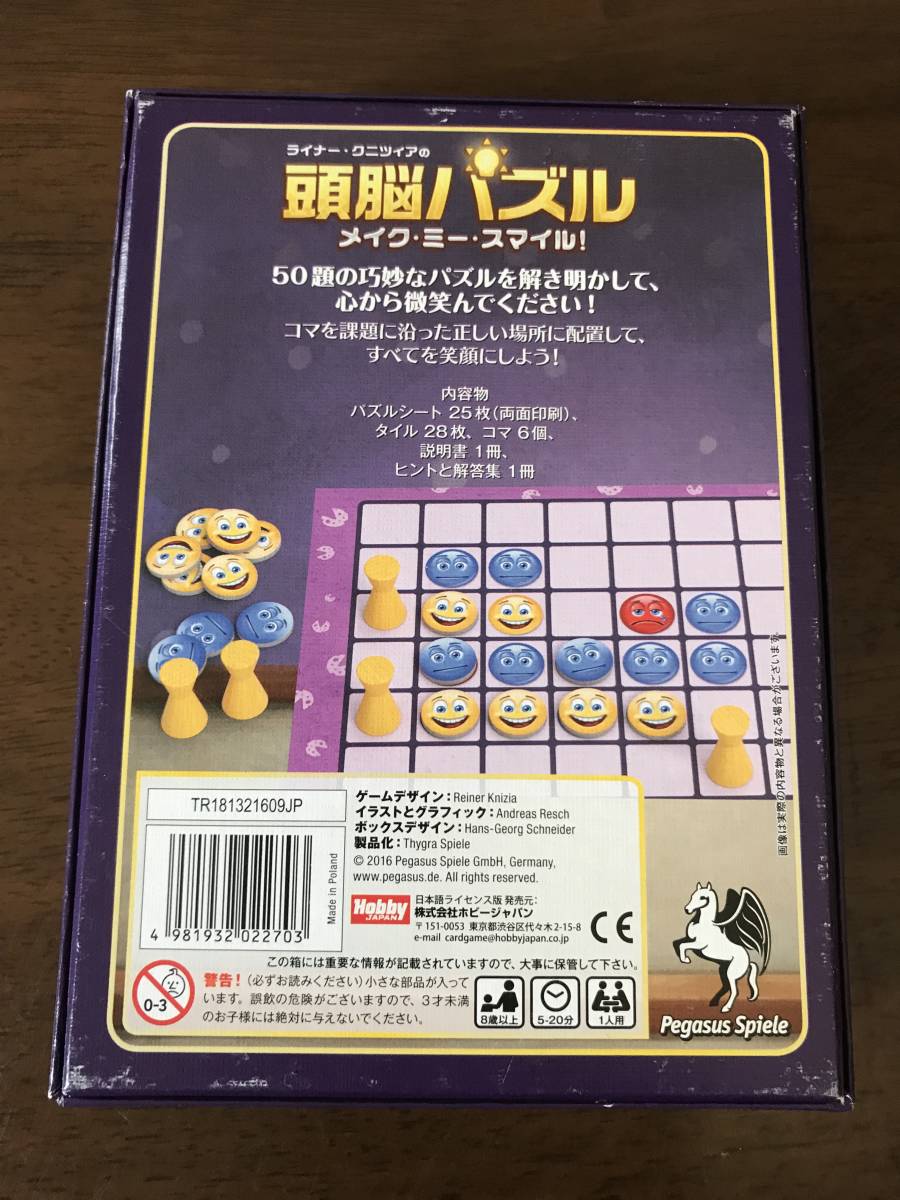 ライナー・クニツィアの
頭脳パズル
メイク・ミー・スマイル!
50題の巧妙なパズルを解き明かして、
心から微笑んでください!
コマを課題に沿った正しい場所に配置して、
すべてを笑顔にしよう!
内容物
パズルシート 25枚(両面印刷)、
タイル 28枚、コマ 6個、
説明書 1冊、
ヒントと解答集 1冊
画像は実際の内容物と異なる場合がございます。
TR181321609JP
4 981932 022703
Made in Poland
ゲームデザイン:Reiner Knizia
イラストとグラフィック:Andreas Resch
ボックスデザイン:Hans-Georg Schneider
製品化:Thygra Spiele
© 2016 Pegasus Spiele GmbH, Germany,
www.pegasus.de. All rights reserved.
Hobby
JAPAN
日本語ライセンス版 発売元:
株式会社ホビージャパン
〒151-0053 東京都渋谷区代々木2-15-8
e-mail cardgame@hobbyjapan.co.jp
CE
この箱には重要な情報が記載されていますので、大事に保管して下さい。
0-3
警告!(必ずお読みください)小さな部品が入って
います。誤飲の危険がございますので、3才未満
のお子様には絶対に与えないでください。
8歳以上
5-20分
1人用
Pegasus Spiele